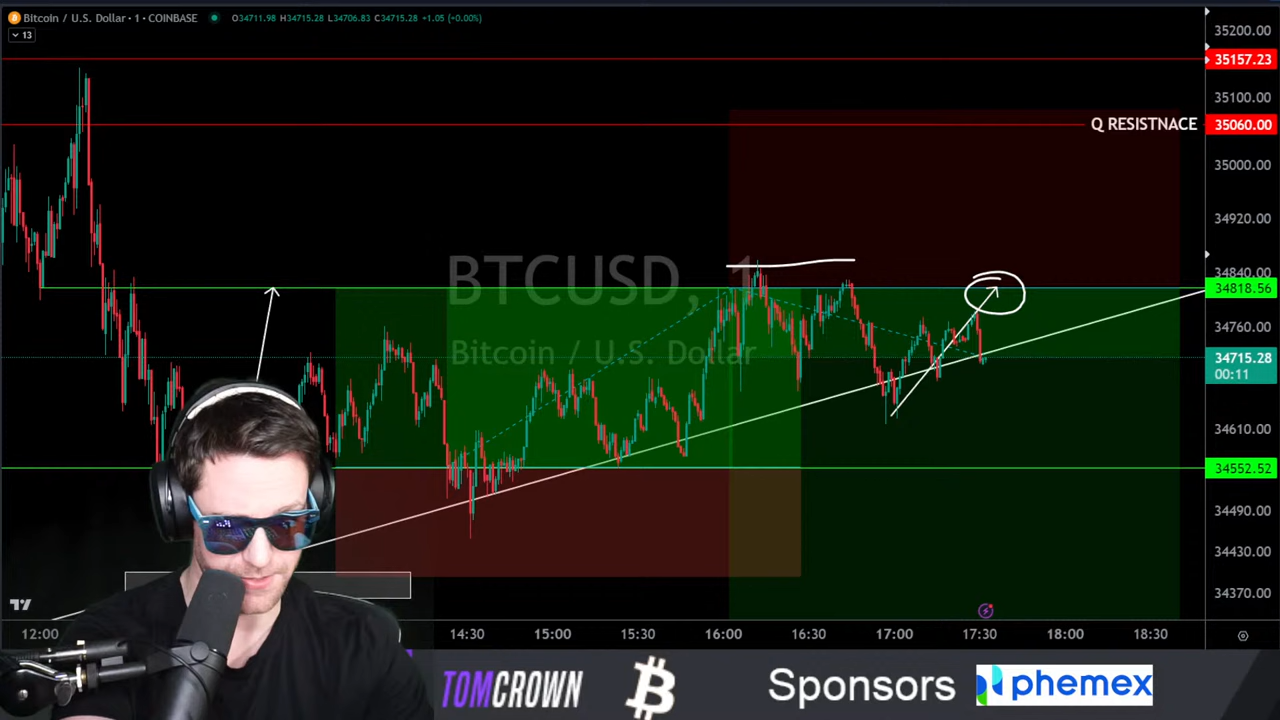 Bitcoin / U.S. Dollar · 1 · COINBASE O34711.98 H34715.28 L34706.83 C34715.28 +1.05 (+0.00%)
13
35200.00
35157.23
35100.00
Q RESISTNACE 35060.00
35000.00
34920.00
34840.00
34818.56
BTCUSD, 1
Bitcoin / U.S. Dollar
34760.00
34715.28
00:11
34610.00
34552.52
34490.00
34430.00
34370.00
12:00 14:30 15:00 15:30 16:00 16:30 17:00 17:30 18:00 18:30
TOMCROWN
Sponsors
phemex